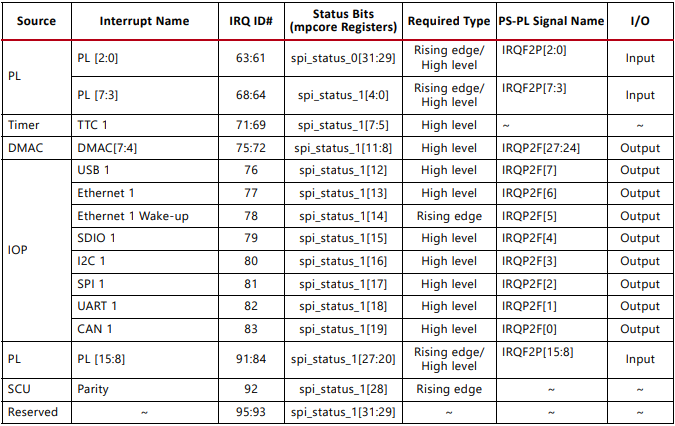 Source Interrupt Name IRQ ID# Status Bits (mpcore Registers) Required Type PS-PL Signal Name I/O
PL PL [2:0] 63:61 spi_status_0[31:29] Rising edge/ High level IRQF2P[2:0] Input
PL [7:3] 68:64 spi_status_1[4:0] Rising edge/ High level IRQF2P[7:3] Input
Timer TTC 1 71:69 spi_status_1[7:5] High level ~ ~
DMAC DMAC[7:4] 75:72 spi_status_1[11:8] High level IRQP2F[27:24] Output
IOP USB 1 76 spi_status_1[12] High level IRQP2F[7] Output
Ethernet 1 77 spi_status_1[13] High level IRQP2F[6] Output
Ethernet 1 Wake-up 78 spi_status_1[14] Rising edge IRQP2F[5] Output
SDIO 1 79 spi_status_1[15] High level IRQP2F[4] Output
I2C 1 80 spi_status_1[16] High level IRQP2F[3] Output
SPI 1 81 spi_status_1[17] High level IRQP2F[2] Output
UART 1 82 spi_status_1[18] High level IRQP2F[1] Output
CAN 1 83 spi_status_1[19] High level IRQP2F[0] Output
PL PL [15:8] 91:84 spi_status_1[27:20] Rising edge/ High level IRQF2P[15:8] Input
SCU Parity 92 spi_status_1[28] Rising edge ~ ~
Reserved ~ 95:93 spi_status_1[31:29] ~ ~ ~